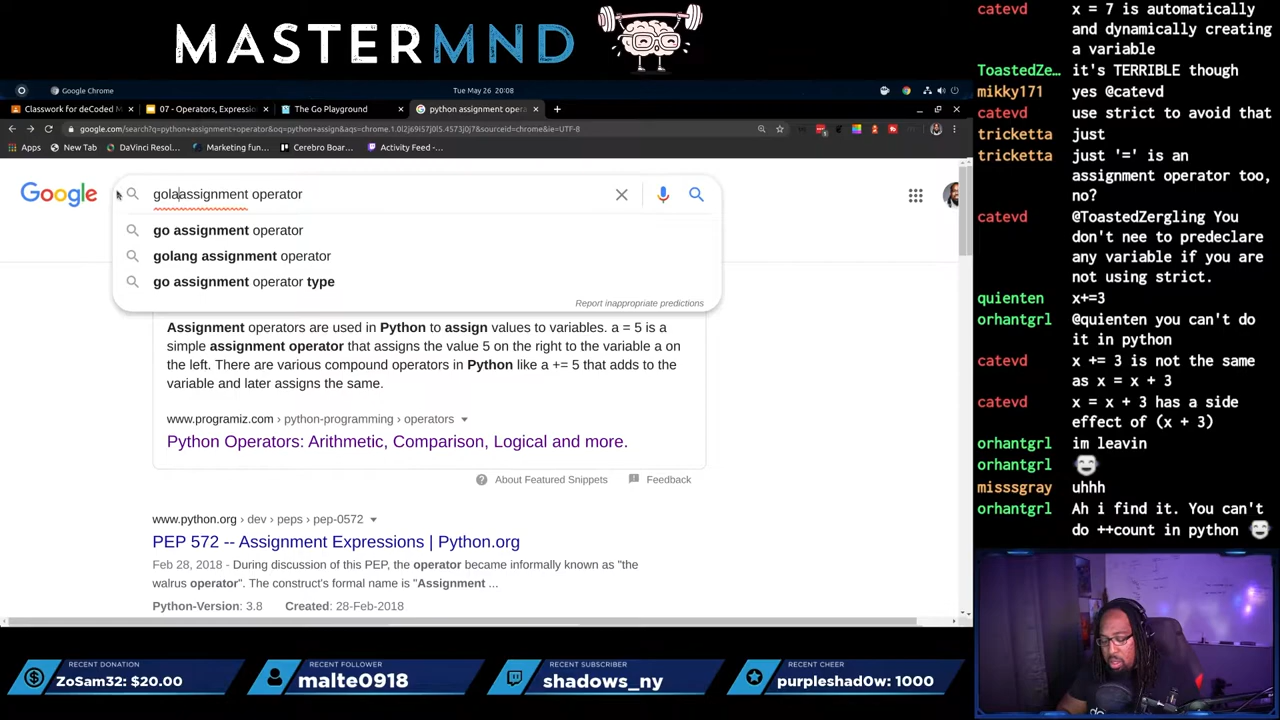 MASTERMND
Google Chrome
Tue May 26 20:08
Classwork for deCoded M
07 - Operators, Expressio
The Go Playground
python assignment opera
google.com/search?q=python+assignment+operator&oq=python+assign&aqs=chrome.1.0l2j69i57j0l5.4573j0j7&sourceid=chrome&ie=UTF-8
Apps
New Tab
DaVinci Resol...
Marketing fun...
Cerebro Boar...
Activity Feed -...
Google
golaassignment operator
go assignment operator
golang assignment operator
go assignment operator type
Report inappropriate predictions
Assignment operators are used in Python to assign values to variables. a = 5 is a
simple assignment operator that assigns the value 5 on the right to the variable a on
the left. There are various compound operators in Python like a += 5 that adds to the
variable and later assigns the same.
www.programiz.com › python-programming › operators
Python Operators: Arithmetic, Comparison, Logical and more.
About Featured Snippets
Feedback
www.python.org › dev › peps › pep-0572
PEP 572 -- Assignment Expressions | Python.org
Feb 28, 2018 - During discussion of this PEP, the operator became informally known as "the
walrus operator". The construct's formal name is "Assignment ...
Python-Version: 3.8 Created: 28-Feb-2018
catevd x = 7 is automatically
and dynamically creating
a variable
ToastedZe… it's TERRIBLE though
mikky171 yes @catevd
catevd use strict to avoid that
tricketta just
tricketta just '=' is an
assignment operator too,
no?
catevd @ToastedZergling You
don't nee to predeclare
any variable if you are
not using strict.
quienten x+=3
orhantgrl @quienten you can't do
it in python
catevd x += 3 is not the same
as x = x + 3
catevd x = x + 3 has a side
effect of (x + 3)
orhantgrl im leavin
orhantgrl
misssgray uhhh
orhantgrl Ah i find it. You can't
do ++count in python
RECENT DONATION
ZoSam32: $20.00
RECENT FOLLOWER
malte0918
RECENT SUBSCRIBER
shadows_ny
RECENT CHEER
purpleshad0w: 1000